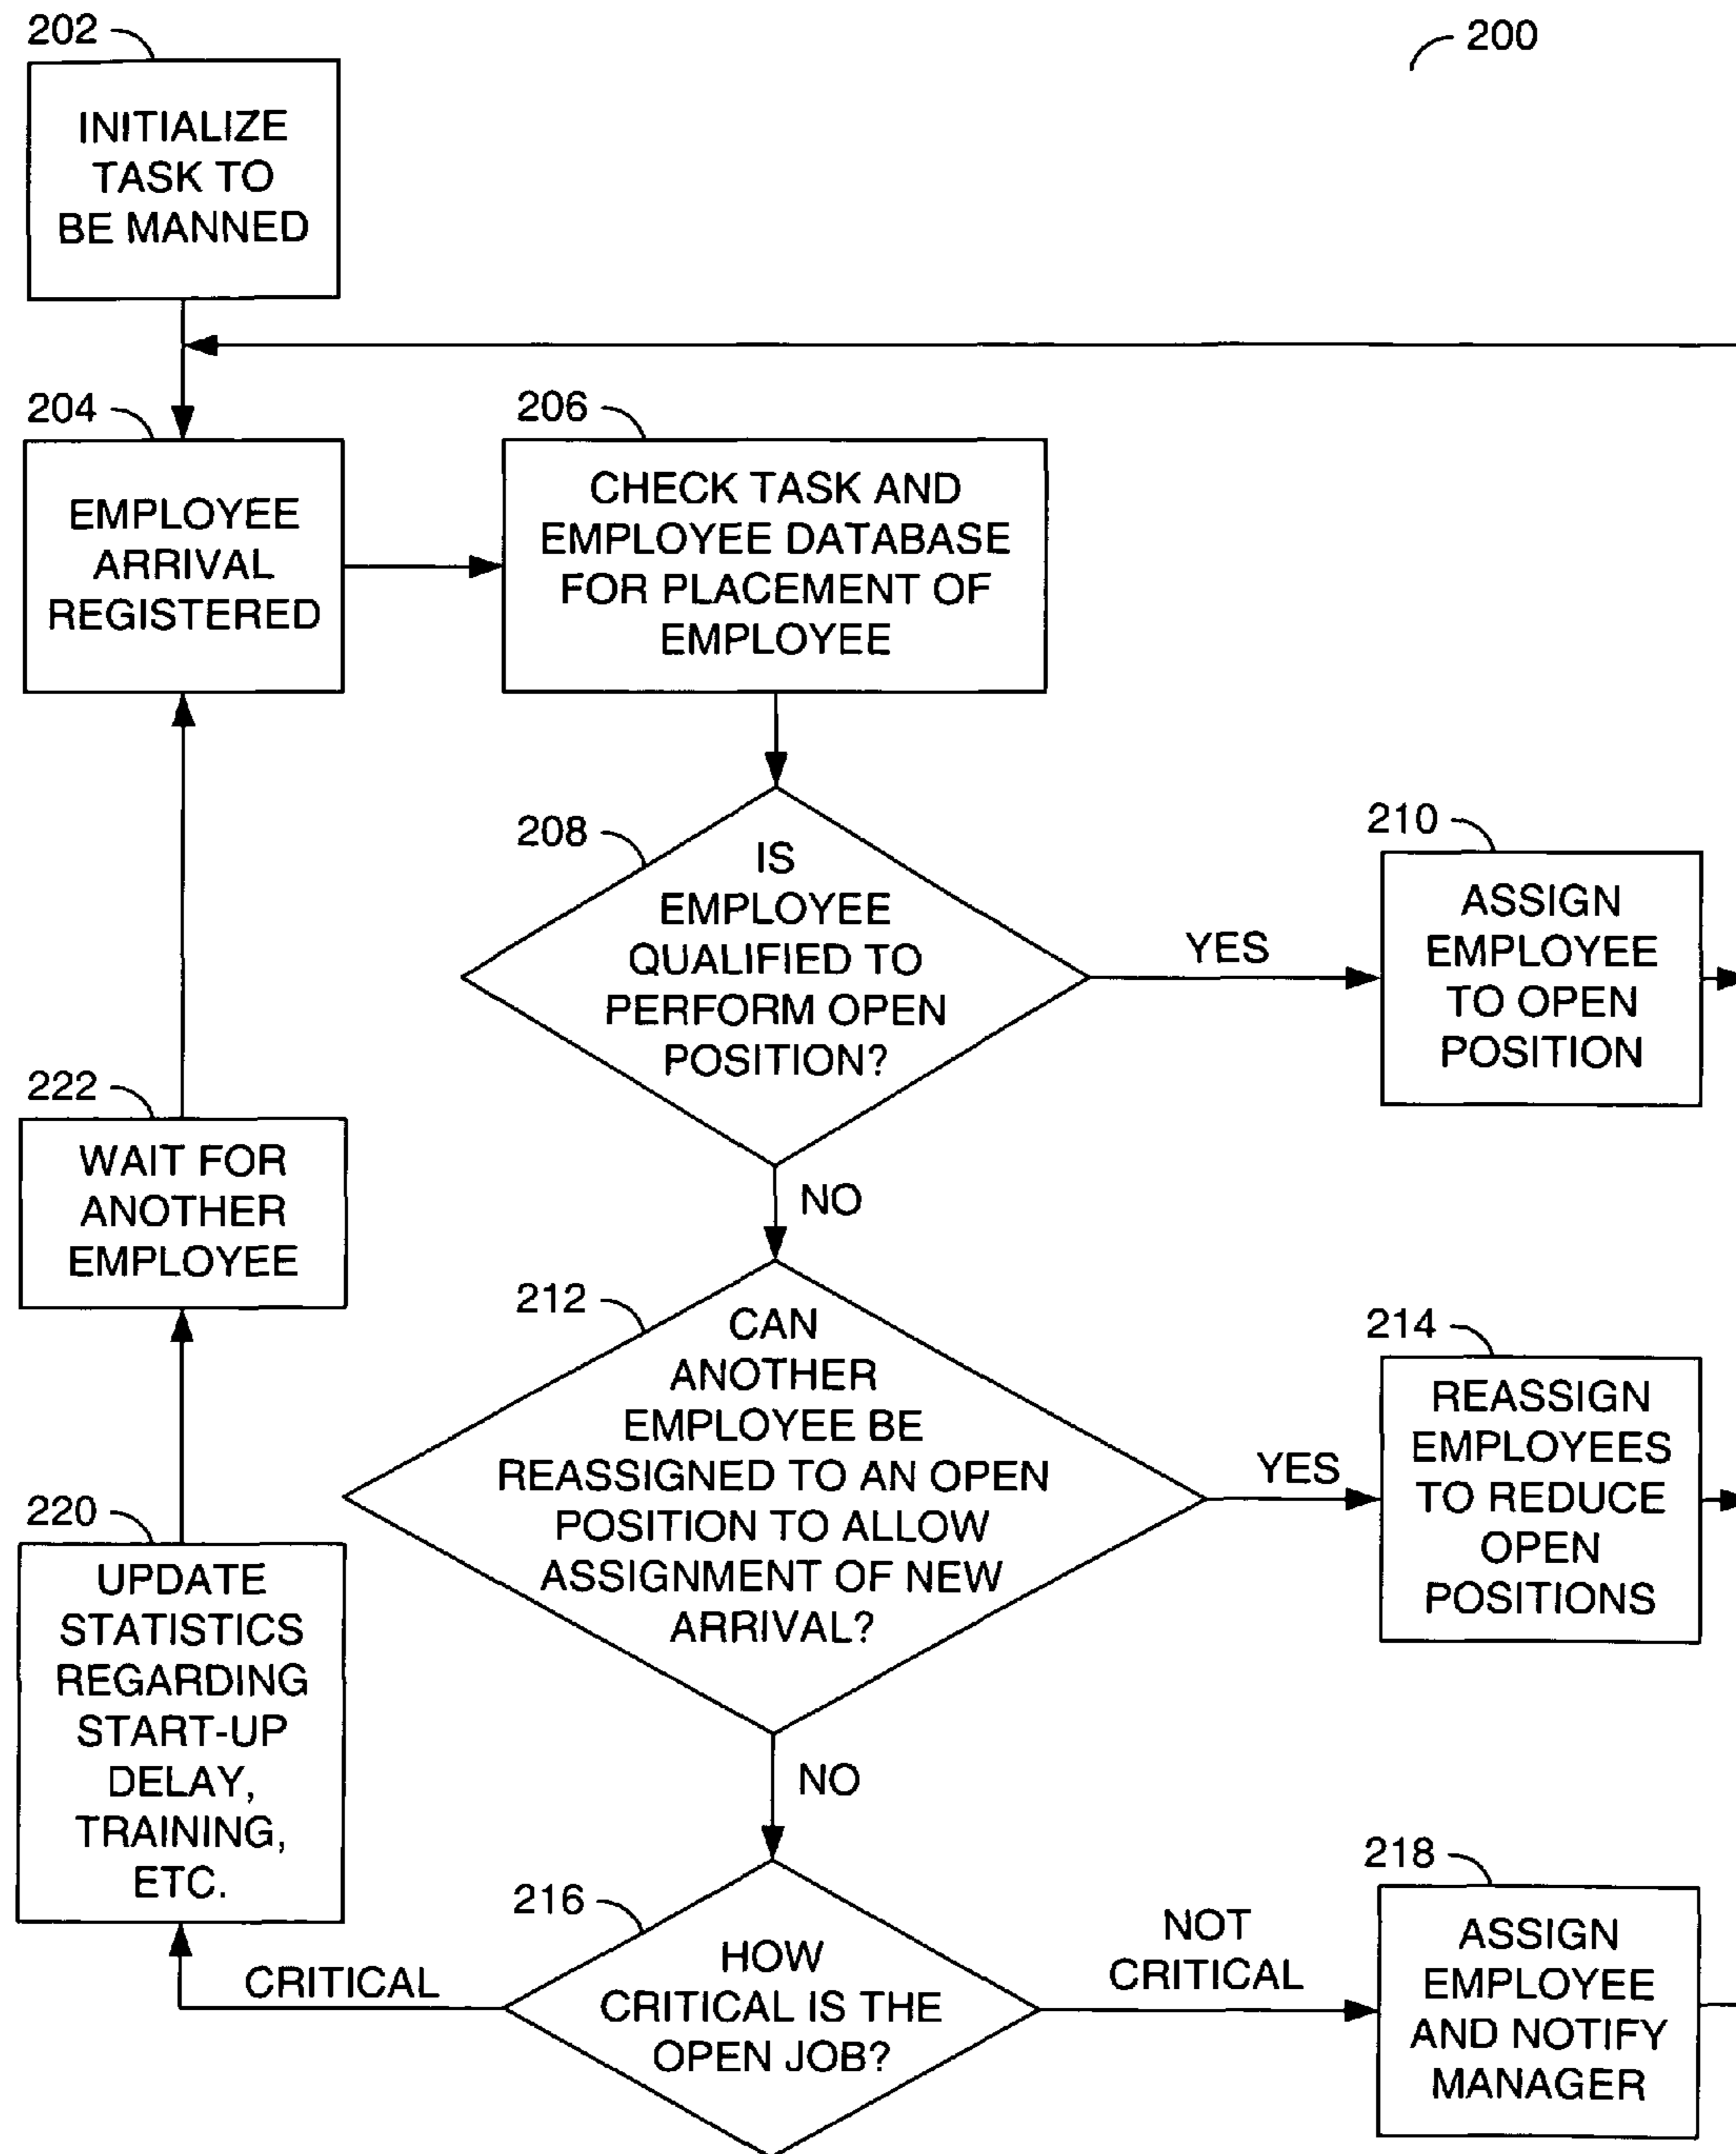 202
200
INITIALIZE
TASK TO
BE MANNED
204
206
EMPLOYEE
ARRIVAL
REGISTERED
CHECK TASK AND
EMPLOYEE DATABASE
FOR PLACEMENT OF
EMPLOYEE
208
IS
EMPLOYEE
QUALIFIED TO
PERFORM OPEN
POSITION?
YES
210
ASSIGN
EMPLOYEE
TO OPEN
POSITION
NO
222
WAIT FOR
ANOTHER
EMPLOYEE
212
CAN
ANOTHER
EMPLOYEE BE
REASSIGNED TO AN OPEN
POSITION TO ALLOW
ASSIGNMENT OF NEW
ARRIVAL?
YES
214
REASSIGN
EMPLOYEES
TO REDUCE
OPEN
POSITIONS
NO
220
UPDATE
STATISTICS
REGARDING
START-UP
DELAY,
TRAINING,
ETC.
216
HOW
CRITICAL IS THE
OPEN JOB?
CRITICAL
NOT
CRITICAL
218
ASSIGN
EMPLOYEE
AND NOTIFY
MANAGER